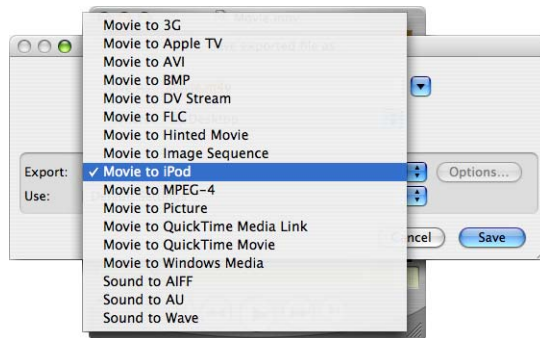 Movie to 3G
Movie to Apple TV
Movie to AVI
Movie to BMP
Movie to DV Stream
Movie to FLC
Movie to Hinted Movie
Movie to Image Sequence
Export: ✓ Movie to iPod Options...
Use:
Movie to MPEG-4
Movie to Picture
Movie to QuickTime Media Link
Movie to QuickTime Movie
Movie to Windows Media
Sound to AIFF
Sound to AU
Sound to Wave
ncel Save